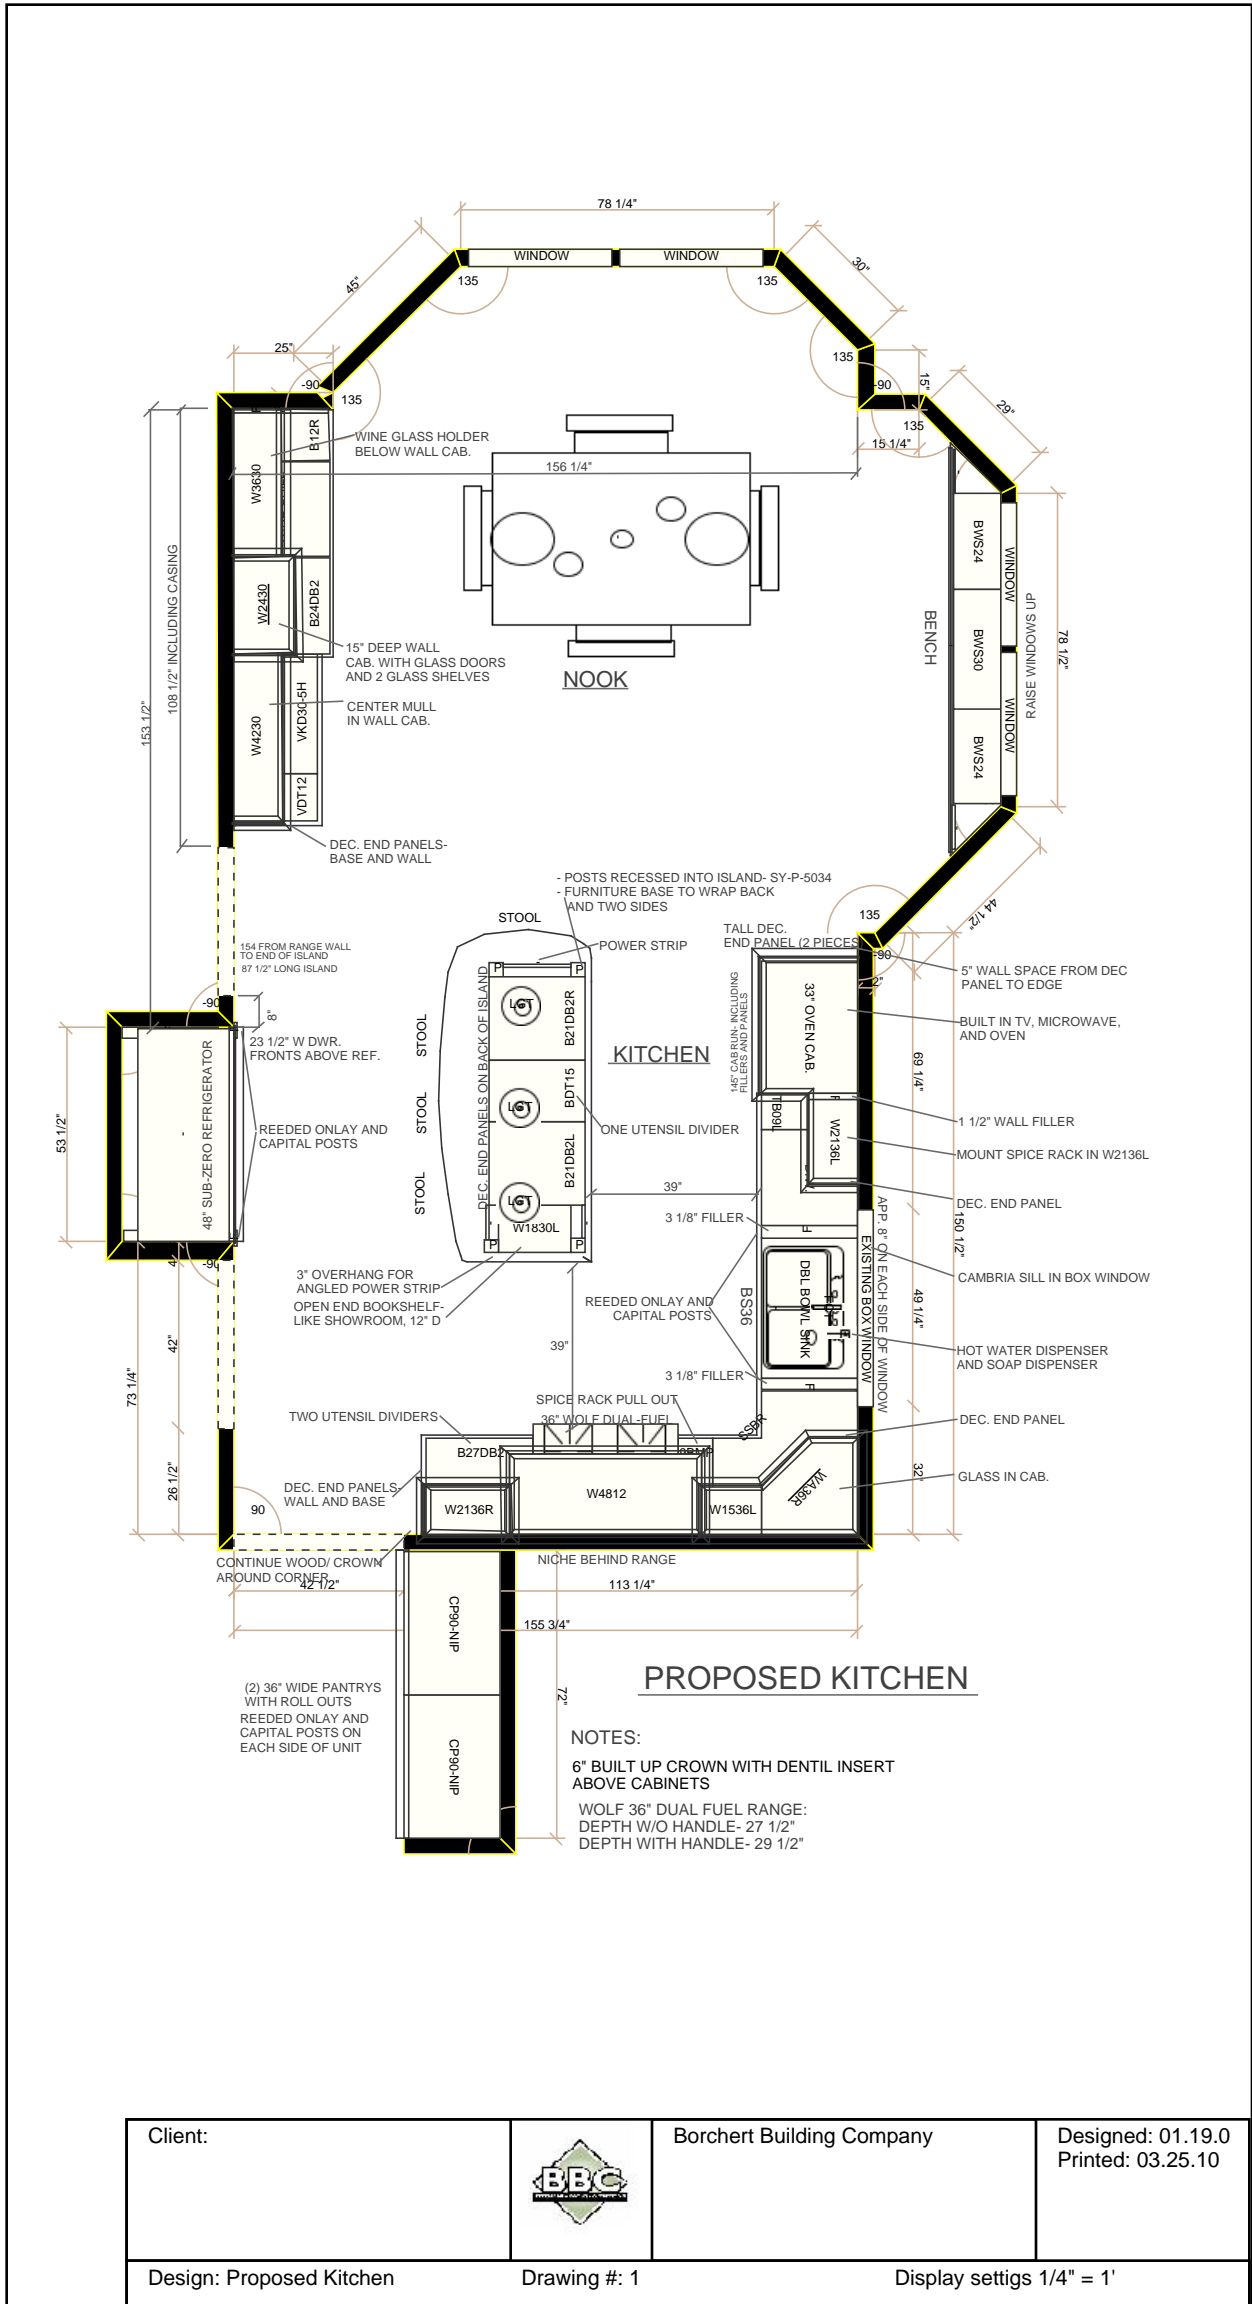 78 1/4"
WINDOW
WINDOW
45"
30"
135
135
25"
-90
135
135
-90
15"
29"
135
15 1/4"
B12R
WINE GLASS HOLDER
BELOW WALL CAB.
156 1/4"
W3630
W2430
B24DB2
15" DEEP WALL
CAB. WITH GLASS DOORS
AND 2 GLASS SHELVES
CENTER MULL
IN WALL CAB.
W4230
VKD30-5H
VDT12
153 1/2"
108 1/2" INCLUDING CASING
NOOK
BENCH
BWS24
BWS30
BWS24
WINDOW
WINDOW
RAISE WINDOWS UP
78 1/2"
DEC. END PANELS-
BASE AND WALL
- POSTS RECESSED INTO ISLAND- SY-P-5034
- FURNITURE BASE TO WRAP BACK
AND TWO SIDES
STOOL
POWER STRIP
TALL DEC.
END PANEL (2 PIECES
135
44 1/2"
-90
2"
5" WALL SPACE FROM DEC
PANEL TO EDGE
154 FROM RANGE WALL
TO END OF ISLAND
87 1/2" LONG ISLAND
-90
8"
23 1/2" W DWR.
FRONTS ABOVE REF.
48" SUB-ZERO REFRIGERATOR
53 1/2"
REEDED ONLAY AND
CAPITAL POSTS
STOOL
STOOL
STOOL
DEC. END PANELS ON BACK OF ISLAND
P
P
LGT
LGT
LGT
B21DB2R
BDT15
B21DB2L
W1830L
P
P
KITCHEN
ONE UTENSIL DIVIDER
145" CAB RUN- INCLUDING
FILLERS AND PANELS
33" OVEN CAB.
BUILT IN TV, MICROWAVE,
AND OVEN
69 1/4"
TB09L
F
W2136L
1 1/2" WALL FILLER
MOUNT SPICE RACK IN W2136L
DEC. END PANEL
39"
3 1/8" FILLER
F
APP. 8" ON EACH SIDE OF WINDOW
EXISTING BOX WINDOW
150 1/2"
CAMBRIA SILL IN BOX WINDOW
-90
4"
3" OVERHANG FOR
ANGLED POWER STRIP
OPEN END BOOKSHELF-
LIKE SHOWROOM, 12" D
REEDED ONLAY AND
CAPITAL POSTS
BS36
DBL BOWL SINK
49 1/4"
HOT WATER DISPENSER
AND SOAP DISPENSER
42"
73 1/4"
39"
3 1/8" FILLER
F
SPICE RACK PULL OUT
TWO UTENSIL DIVIDERS
36" WOLF DUAL-FUEL
SSBR
DEC. END PANEL
B27DB2
26 1/2"
DEC. END PANELS-
WALL AND BASE
32"
GLASS IN CAB.
WA36R
90
W2136R
W4812
W1536L
CONTINUE WOOD/ CROWN
AROUND CORNER
NICHE BEHIND RANGE
42 1/2"
113 1/4"
155 3/4"
CP90-NIP
CP90-NIP
72"
PROPOSED KITCHEN
(2) 36" WIDE PANTRYS
WITH ROLL OUTS
REEDED ONLAY AND
CAPITAL POSTS ON
EACH SIDE OF UNIT
NOTES:
6" BUILT UP CROWN WITH DENTIL INSERT
ABOVE CABINETS
WOLF 36" DUAL FUEL RANGE:
DEPTH W/O HANDLE- 27 1/2"
DEPTH WITH HANDLE- 29 1/2"
Client:
BBC
Borchert Building Company
Designed: 01.19.0
Printed: 03.25.10
Design: Proposed Kitchen
Drawing #: 1
Display settigs 1/4" = 1'